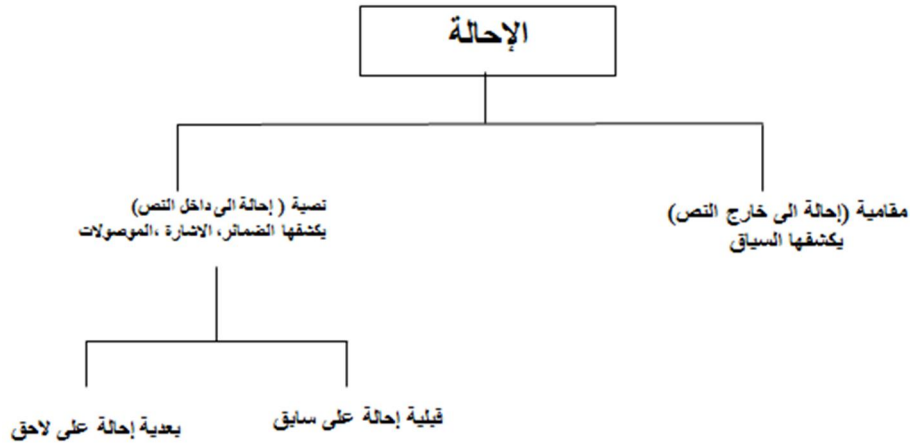 الإحالة
مقامية (إحالة الى خارج النص)
يكشفها السياق
نصية ( إحالة الى داخل النص)
يكشفها الضمائر، الاشارة ،الموصولات
قبلية إحالة على سابق
بعدية إحالة على لاحق